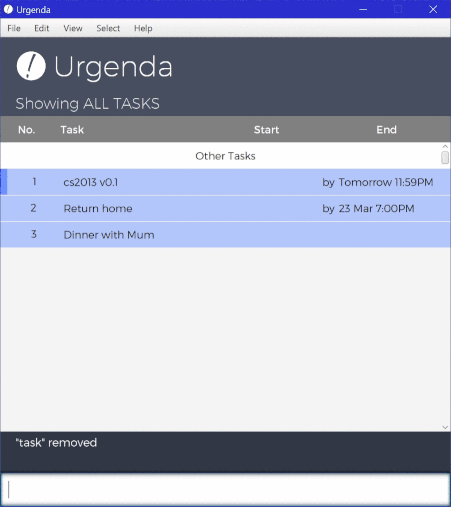 Urgenda
File Edit View Select Help
Urgenda
Showing ALL TASKS
No. Task Start End
Other Tasks
1 cs2013 v0.1 by Tomorrow 11:59PM
2 Return home by 23 Mar 7:00PM
3 Dinner with Mum
"task" removed